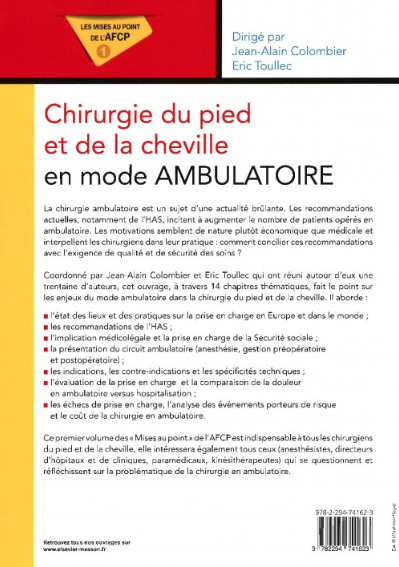 LES MISES AU POINT
DE L'AFCP
1
Dirigé par
Jean-Alain Colombier
Eric Toullec
Chirurgie du pied
et de la cheville
en mode AMBULATOIRE
La chirurgie ambulatoire est un sujet d'une actualité brûlante. Les recommandations
actuelles, notamment de l'HAS, incitent à augmenter le nombre de patients opérés en
ambulatoire. Les motivations semblent de nature plutôt économique que médicale et
interpellent les chirurgiens dans leur pratique : comment concilier ces recommandations
avec l'exigence de qualité et de sécurité des soins ?
Coordonné par Jean-Alain Colombier et Eric Toullec qui ont réuni autour d'eux une
trentaine d'auteurs, cet ouvrage, à travers 14 chapitres thématiques, fait le point sur
les enjeux du mode ambulatoire dans la chirurgie du pied et de la cheville. Il aborde :
■ l'état des lieux et des pratiques sur la prise en charge en Europe et dans le monde ;
■ les recommandations de l'HAS ;
■ l'implication médicolégale et la prise en charge de la Sécurité sociale ;
■ la présentation du circuit ambulatoire (anesthésie, gestion préopératoire
et postopératoire) ;
■ les indications, les contre-indications et les spécificités techniques ;
■ l'évaluation de la prise en charge et la comparaison de la douleur
en ambulatoire versus hospitalisation ;
■ les échecs de prise en charge, l'analyse des événements porteurs de risque
et le coût de la chirurgie en ambulatoire.
Ce premier volume des « Mises au point » de l'AFCP est indispensable à tous les chirurgiens
du pied et de la cheville, elle intéressera également tous ceux (anesthésistes, directeurs
d'hôpitaux et de cliniques, paramédicaux, kinésithérapeutes) qui se questionnent et
réfléchissent sur la problématique de la chirurgie en ambulatoire.
978-2-294-74162-3
9 782294 741623
Retrouvez tous nos ouvrages sur
www.elsevier-masson.fr